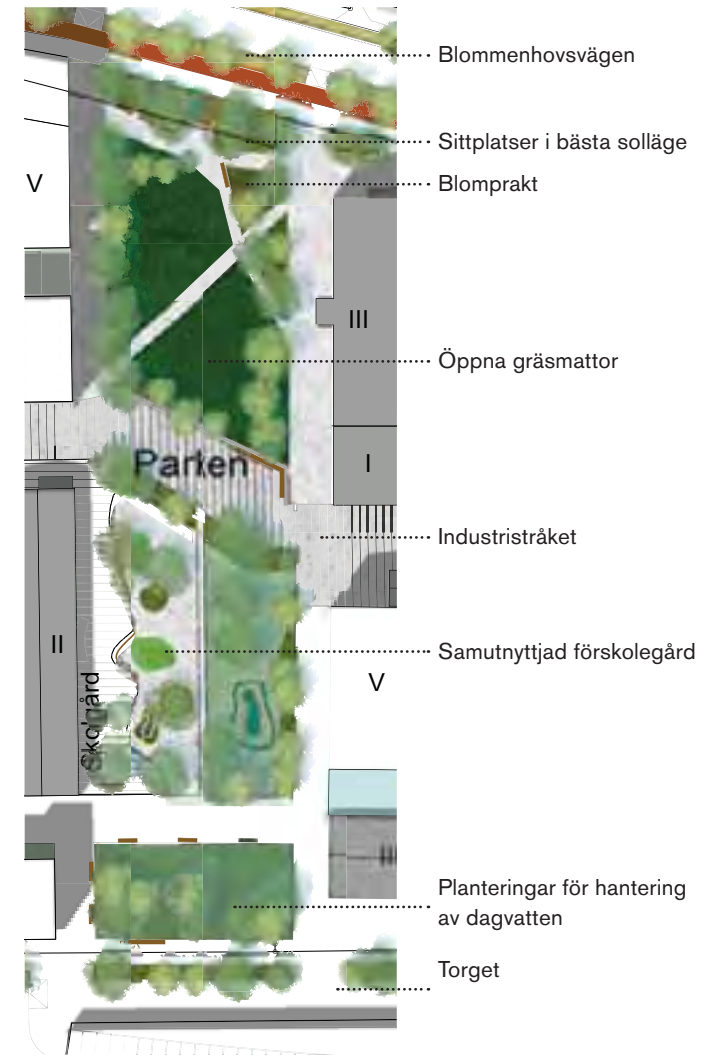 Blommenhovsvägen
Sittplatser i bästa solläge
Blomprakt
V
III
Öppna gräsmattor
Parken
I
I
Industristråket
II
Samutnyttjad förskolegård
V
Skolgård
III
Planteringar för hantering
av dagvatten
Torget